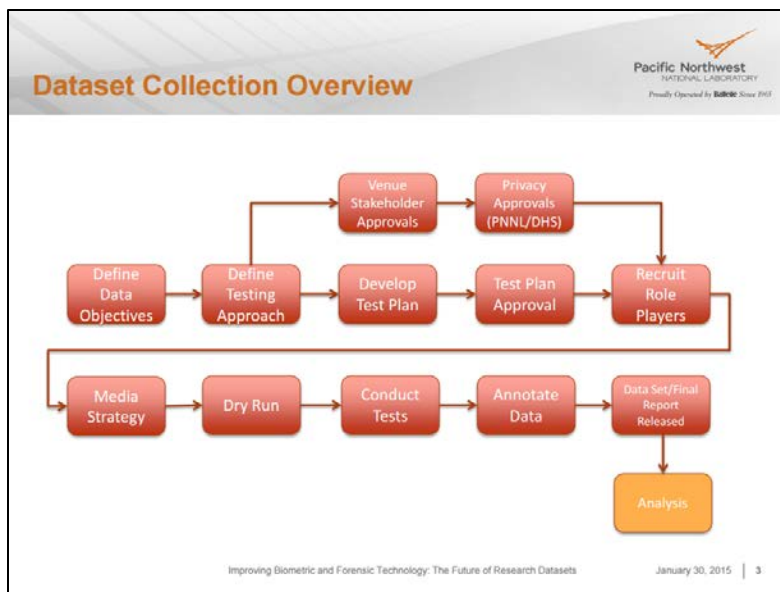 Dataset Collection Overview
Pacific Northwest
NATIONAL LABORATORY
Proudly Operated by Battelle Since 1965
Venue
Stakeholder
Approvals
Privacy
Approvals
(PNNL/DHS)
Define
Data
Objectives
Define
Testing
Approach
Develop
Test Plan
Test Plan
Approval
Recruit
Role
Players
Media
Strategy
Dry Run
Conduct
Tests
Annotate
Data
Data Set/Final
Report
Released
Analysis
Improving Biometric and Forensic Technology: The Future of Research Datasets
January 30, 2015 | 3